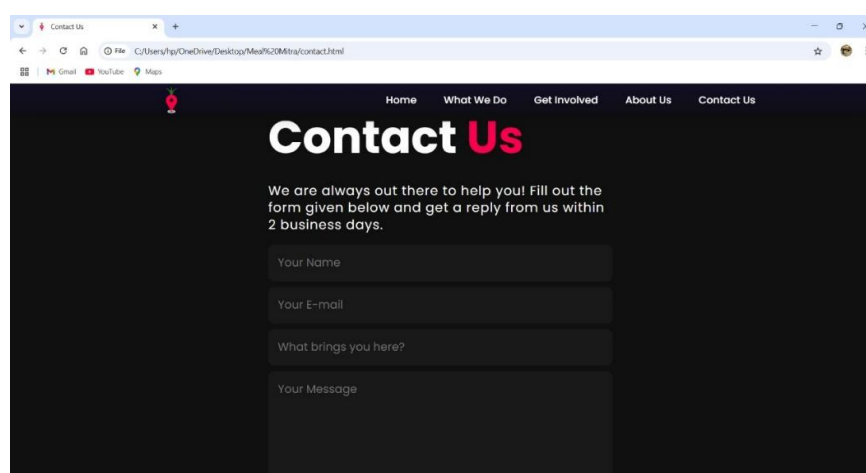 Contact Us
File C:/Users/hp/OneDrive/Desktop/Meal%20Mitra/contact.html
Gmail YouTube Maps
Home What We Do Get Involved About Us Contact Us
Contact Us
We are always out there to help you! Fill out the
form given below and get a reply from us within
2 business days.
Your Name
Your E-mail
What brings you here?
Your Message